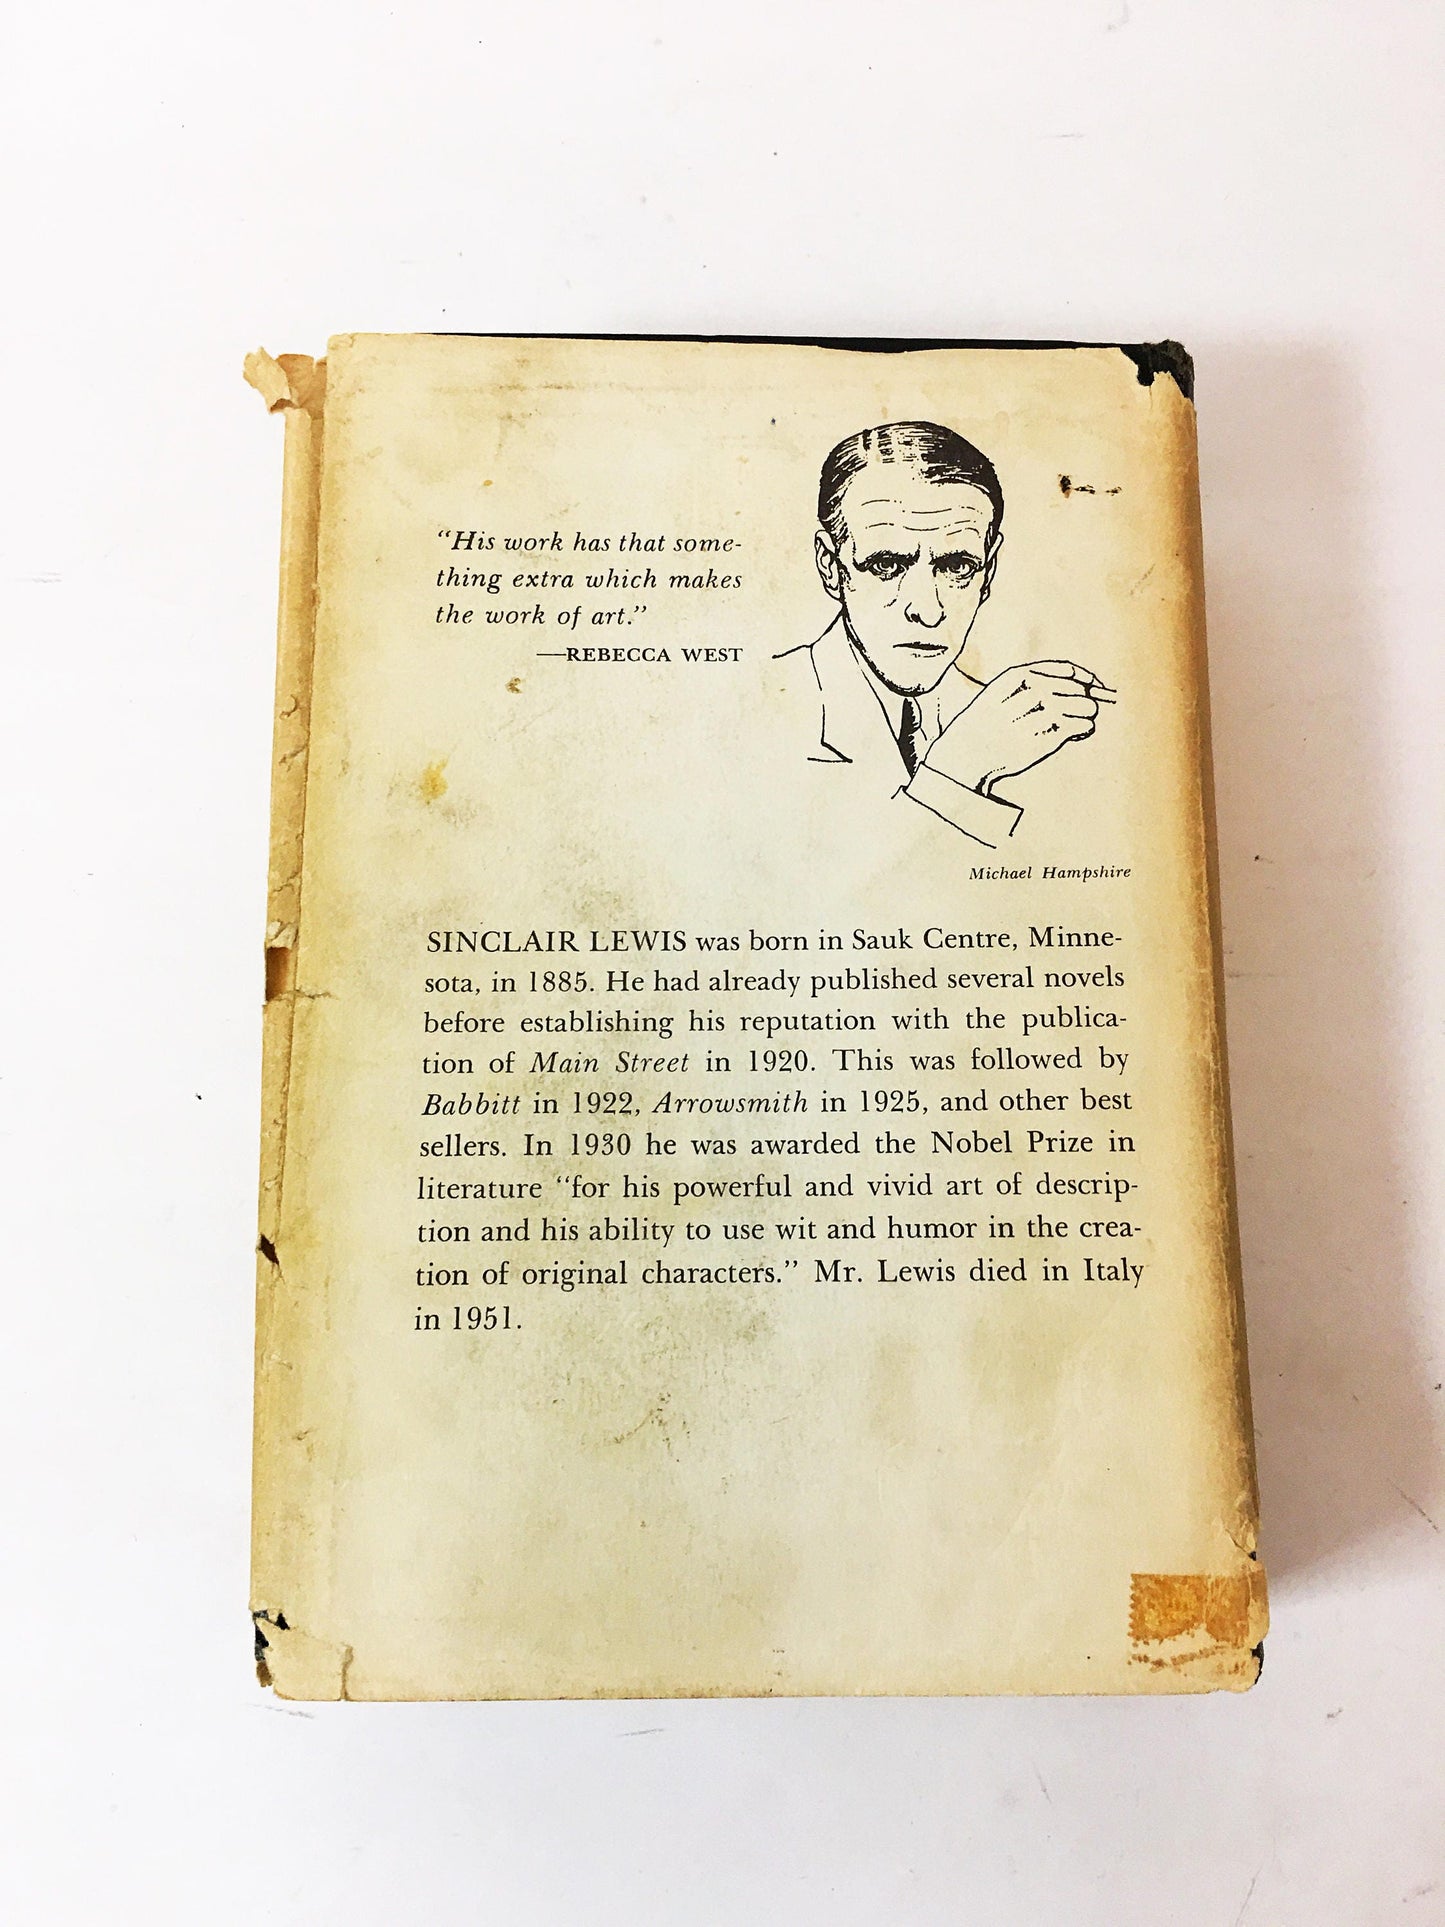 “His work has that some-
thing extra which makes
the work of art.”
—REBECCA WEST
Michael Hampshire
SINCLAIR LEWIS was born in Sauk Centre, Minne-
sota, in 1885. He had already published several novels
before establishing his reputation with the publica-
tion of Main Street in 1920. This was followed by
Babbitt in 1922, Arrowsmith in 1925, and other best
sellers. In 1930 he was awarded the Nobel Prize in
literature “for his powerful and vivid art of descrip-
tion and his ability to use wit and humor in the crea-
tion of original characters.” Mr. Lewis died in Italy
in 1951.